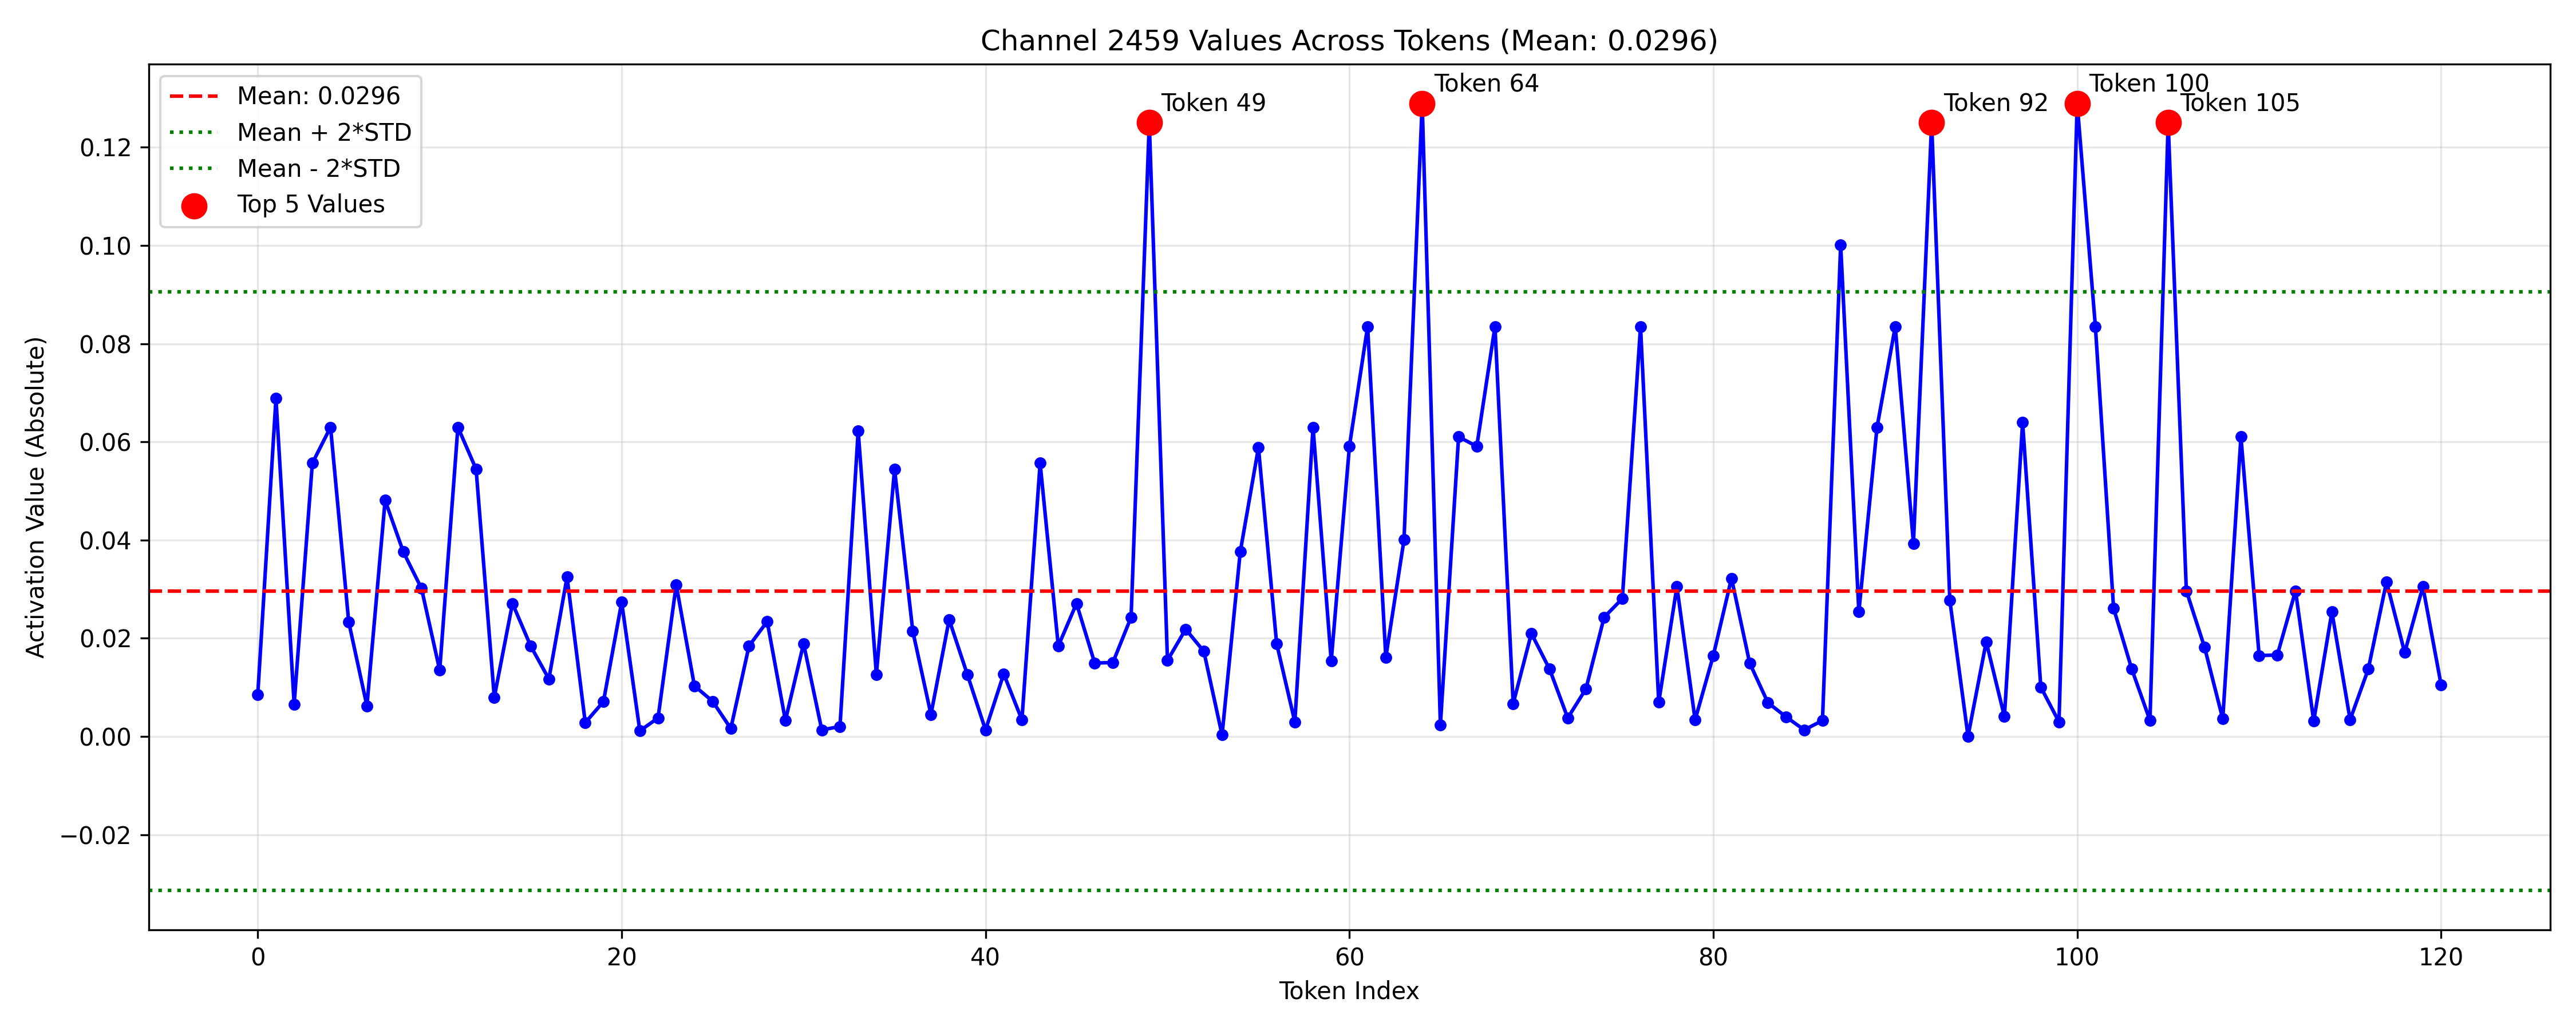 Channel 2459 Values Across Tokens (Mean: 0.0296)
Mean: 0.0296
Mean + 2*STD
Mean - 2*STD
Top 5 Values
Token 49
Token 64
Token 92
Token 100
Token 105
Activation Value (Absolute)
0.12
0.10
0.08
0.06
0.04
0.02
0.00
−0.02
0 20 40 60 80 100 120
Token Index